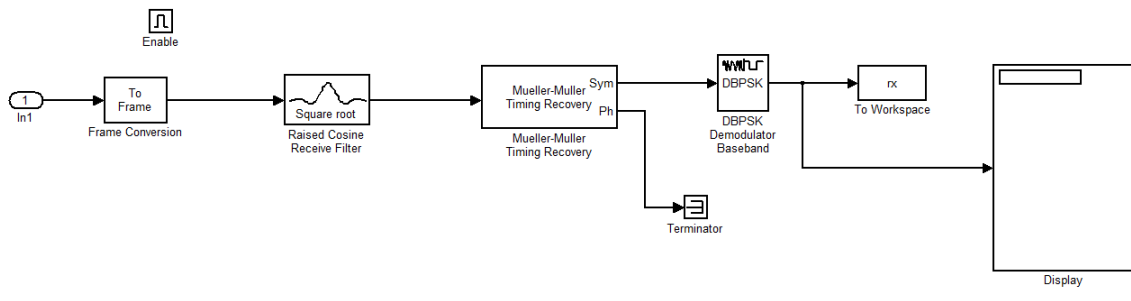 Enable
1
In1
To
Frame
Frame Conversion
Square root
Raised Cosine
Receive Filter
Mueller-Muller
Timing Recovery
Sym
Ph
Mueller-Muller
Timing Recovery
DBPSK
DBPSK
Demodulator
Baseband
rx
To Workspace
Terminator
Display